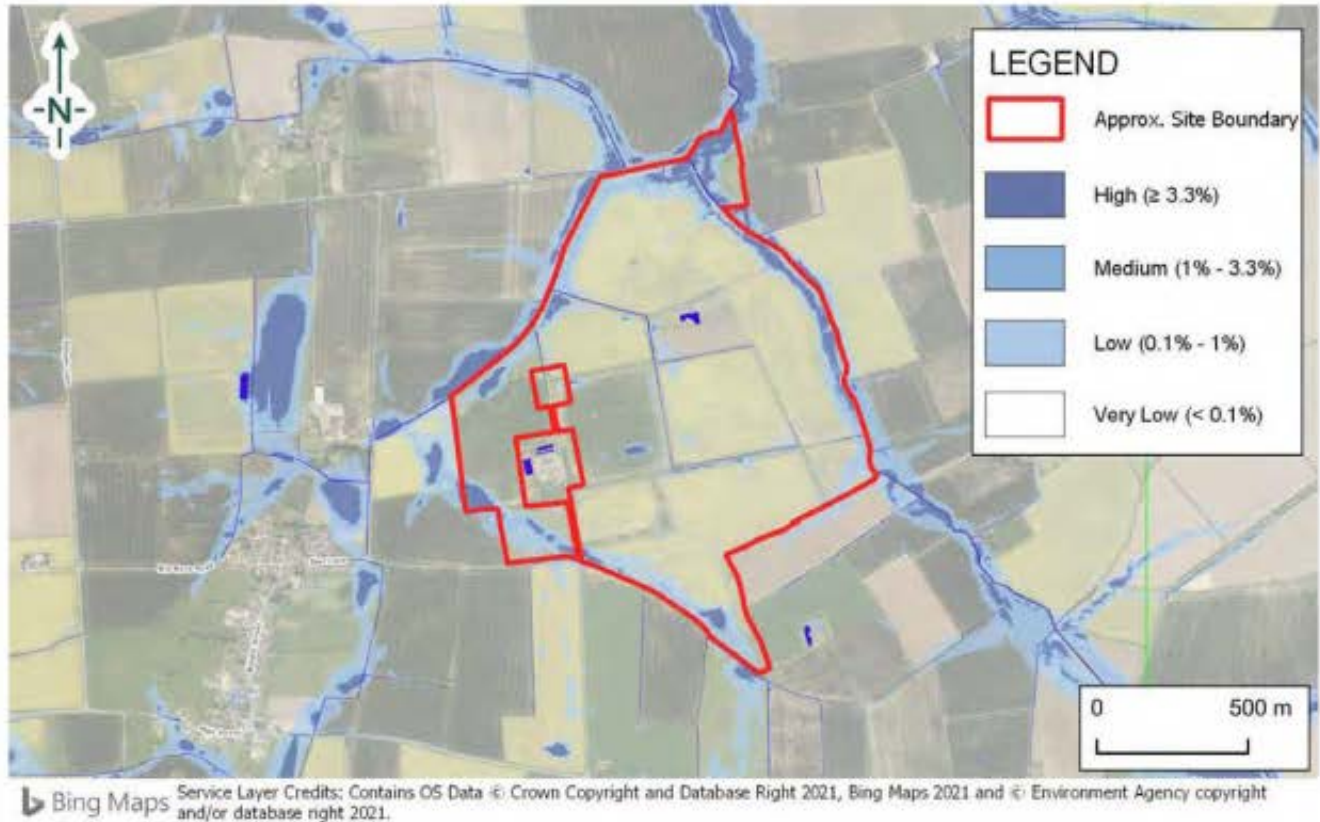 N
LEGEND
Approx. Site Boundary
High (≥ 3.3%)
Medium (1% - 3.3%)
Low (0.1% - 1%)
Very Low (< 0.1%)
0 500 m
Bing Maps
Service Layer Credits: Contains OS Data © Crown Copyright and Database Right 2021, Bing Maps 2021 and © Environment Agency copyright
and/or database right 2021.